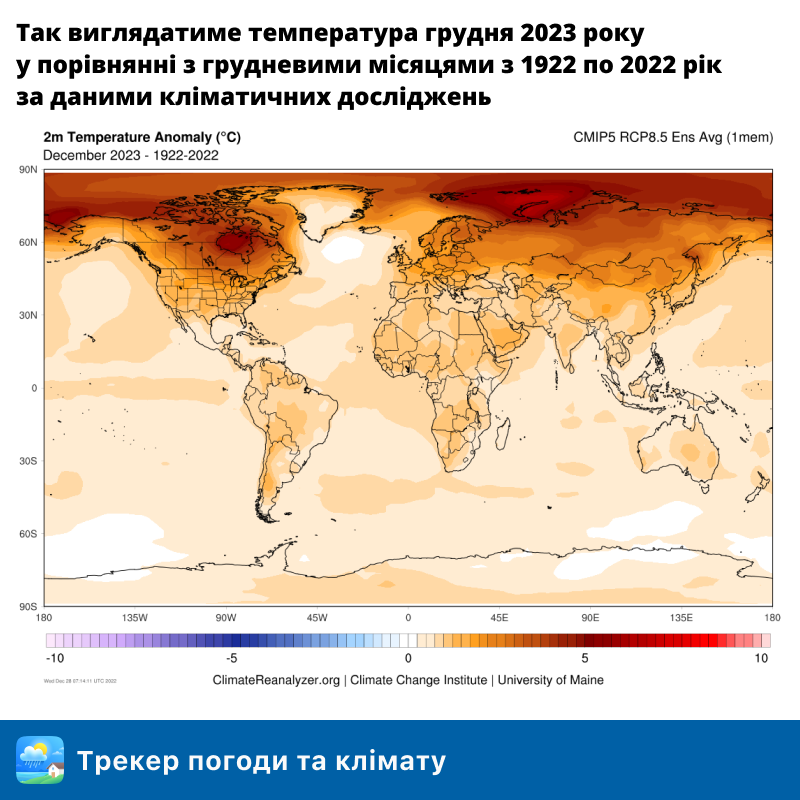 Так виглядатиме температура грудня 2023 року
у порівнянні з грудневими місяцями з 1922 по 2022 рік
за даними кліматичних досліджень
2m Temperature Anomaly (°C)
CMIP5 RCP8.5 Ens Avg (1mem)
December 2023 - 1922-2022
90N
60N
30N
0
30S
60S
90S
180 135W 90W 45W 0 45E 90E 135E 180
-10 -5 0 5 10
Wed Dec 28 07:14:11 UTC 2022
ClimateReanalyzer.org | Climate Change Institute | University of Maine
Трекер погоди та клімату